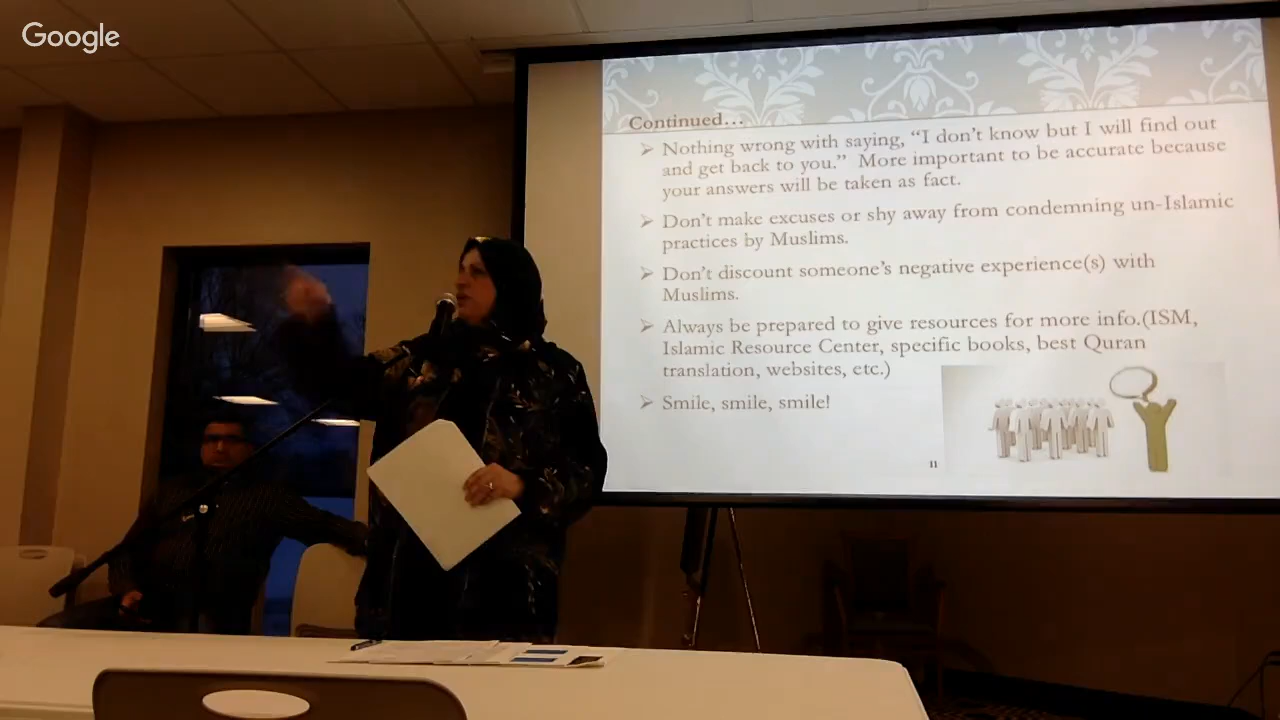 Google
Continued…
Nothing wrong with saying, “I don’t know but I will find out
and get back to you.” More important to be accurate because
your answers will be taken as fact.
Don’t make excuses or shy away from condemning un-Islamic
practices by Muslims.
Don’t discount someone’s negative experience(s) with
Muslims.
Always be prepared to give resources for more info.(ISM,
Islamic Resource Center, specific books, best Quran
translation, websites, etc.)
Smile, smile, smile!
11